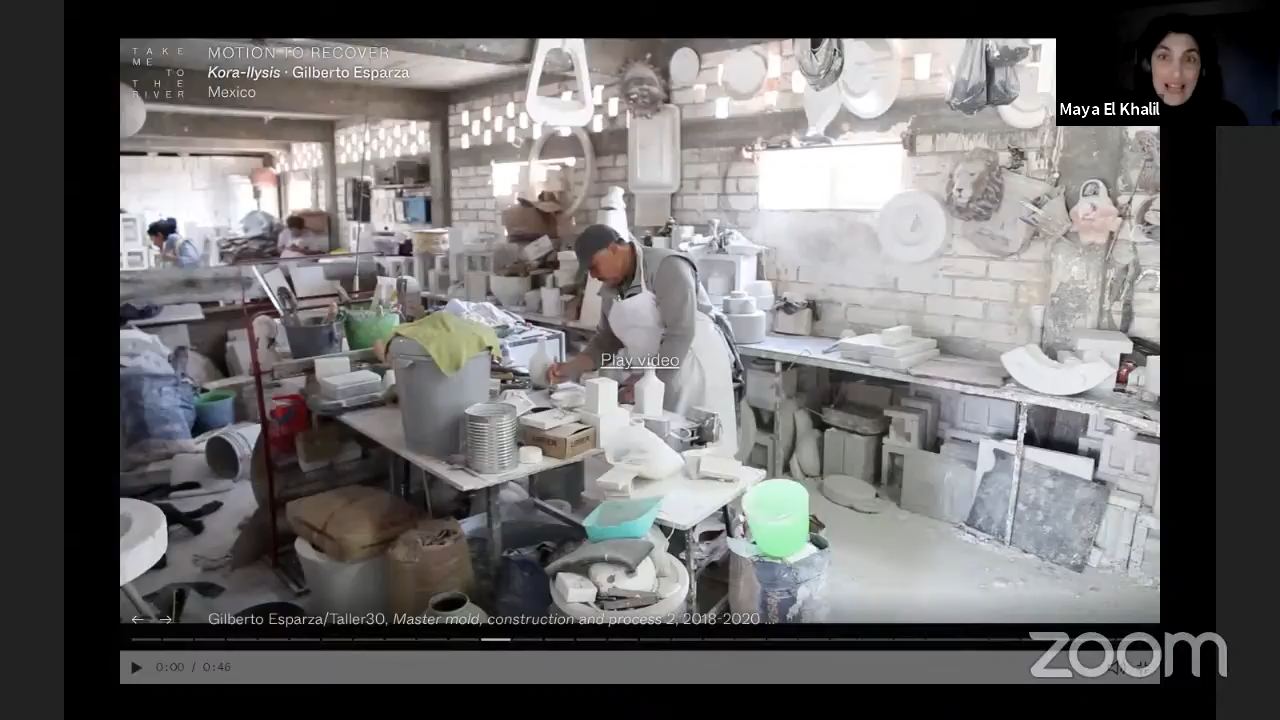 TAKE
ME
TO
THE
RIVER
MOTION TO RECOVER
Kora-llysis · Gilberto Esparza
Mexico
Maya El Khalil
Play video
Gilberto Esparza/Taller30, Master mold, construction and process 2, 2018-2020 ...
0:00 / 0:46
zoom